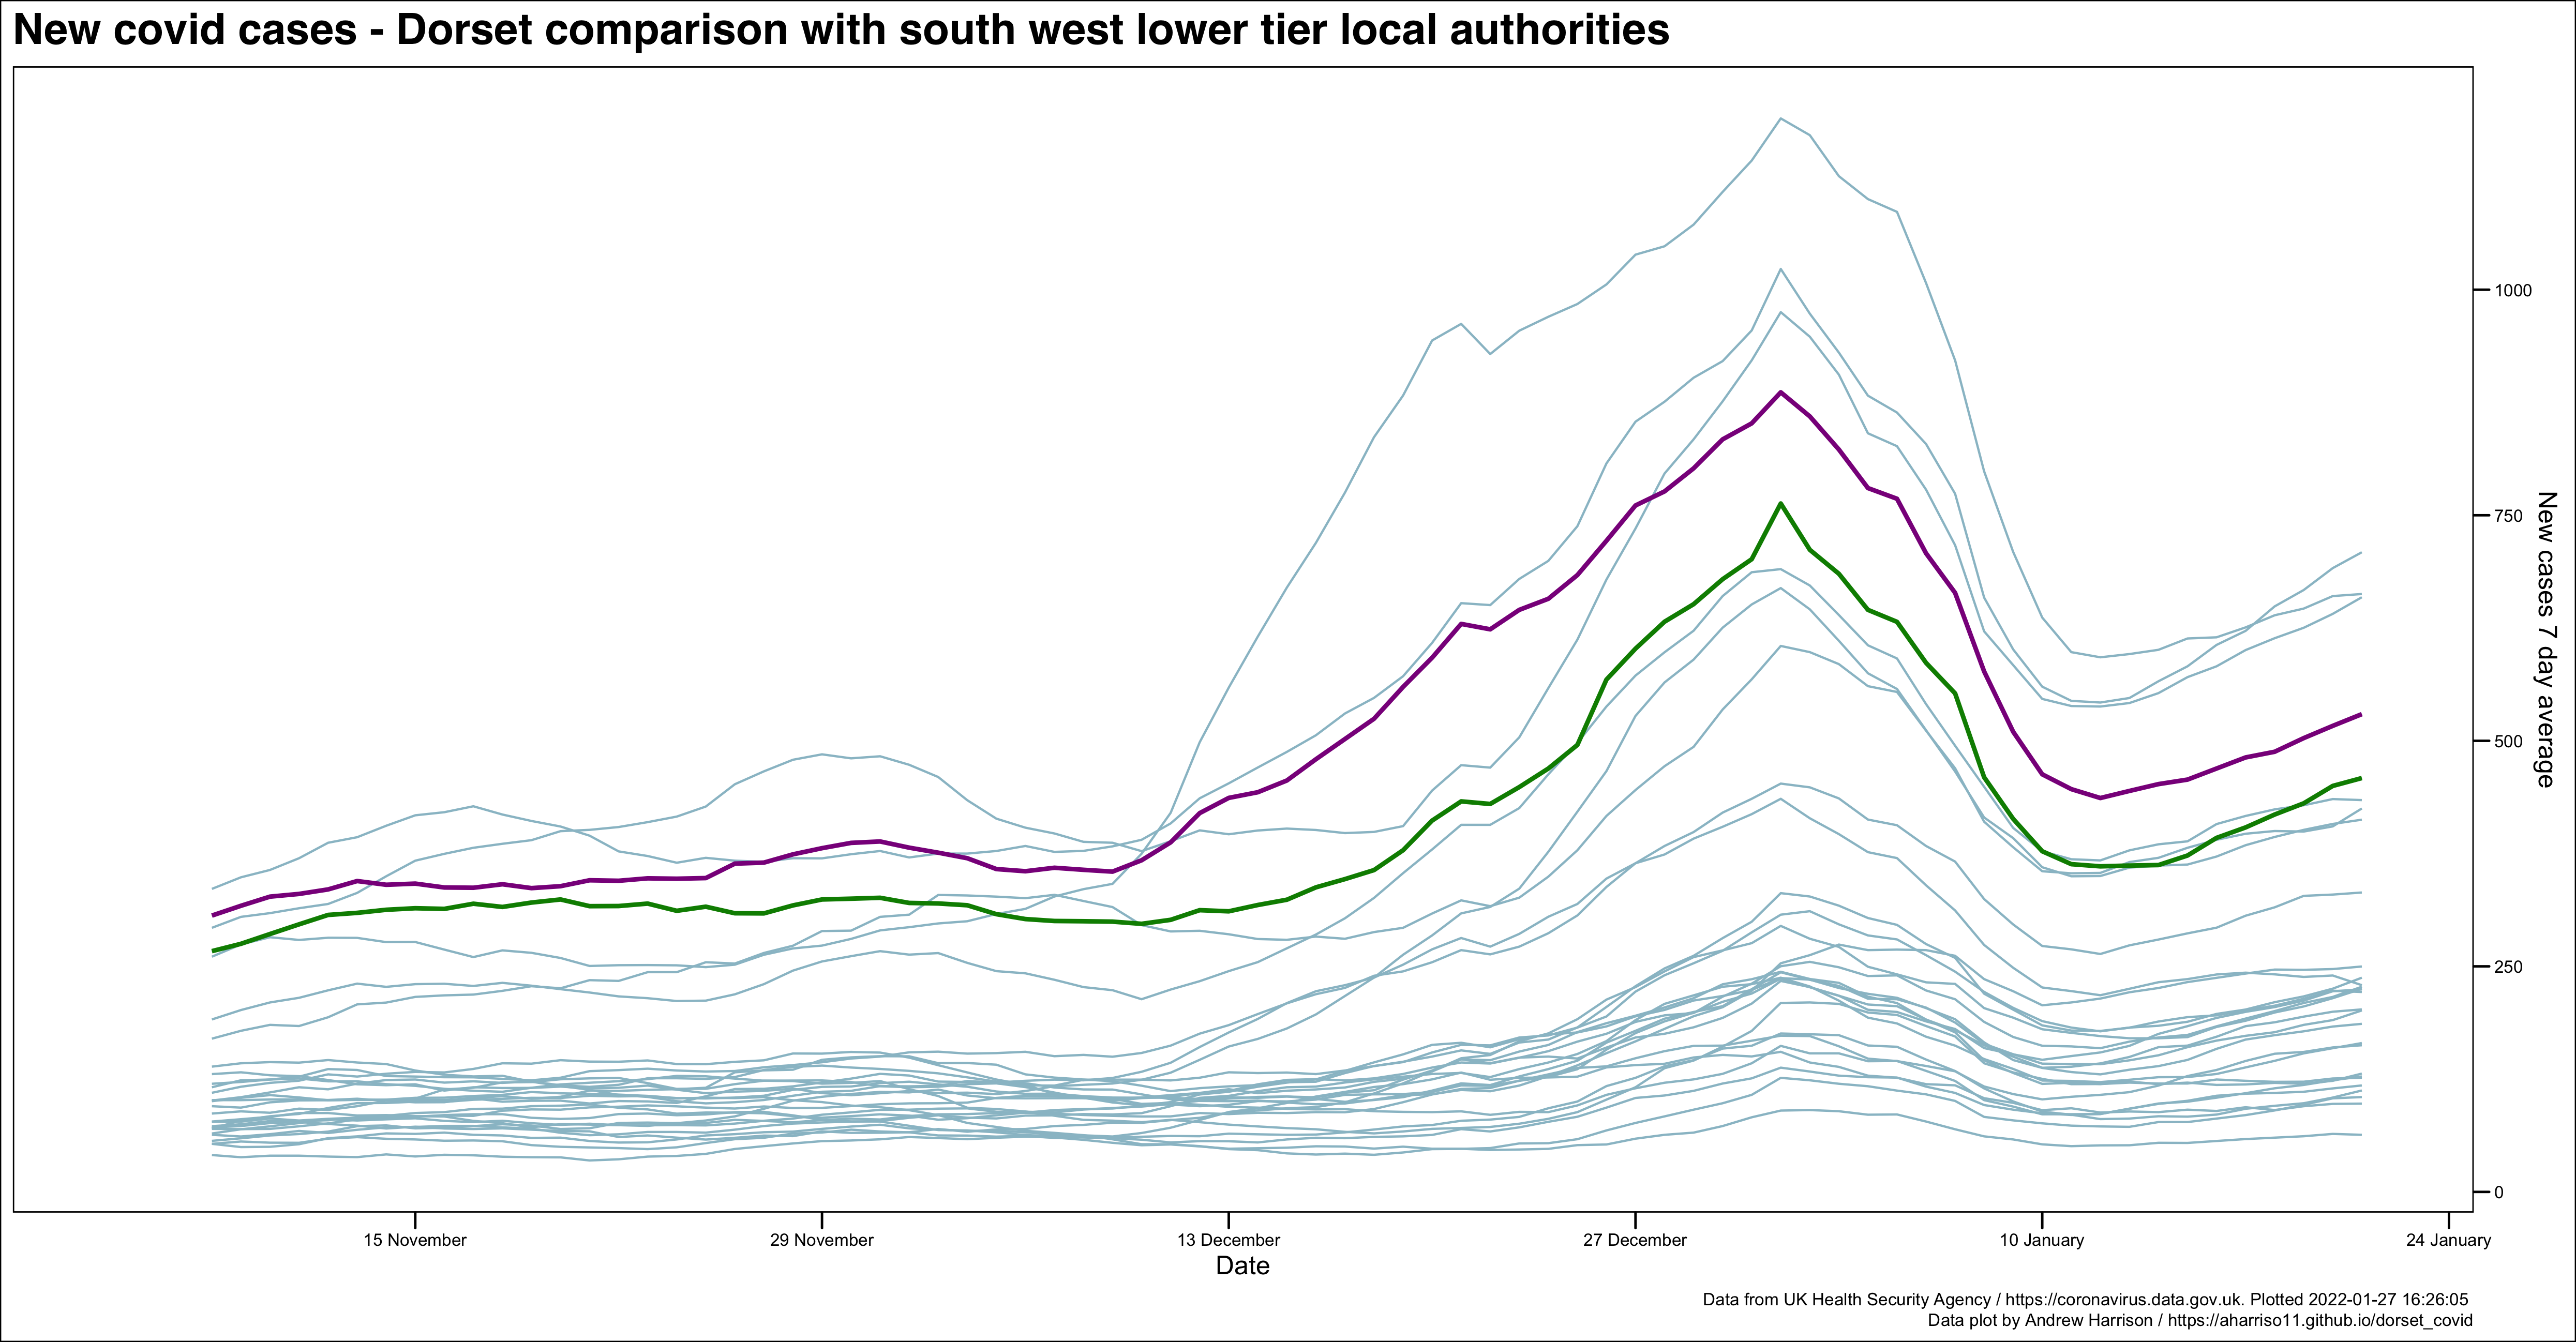 New covid cases - Dorset comparison with south west lower tier local authorities
1000
750
500
250
0
New cases 7 day average
15 November
29 November
13 December
27 December
10 January
24 January
Date
Data from UK Health Security Agency / https://coronavirus.data.gov.uk. Plotted 2022-01-27 16:26:05
Data plot by Andrew Harrison / https://aharriso11.github.io/dorset_covid